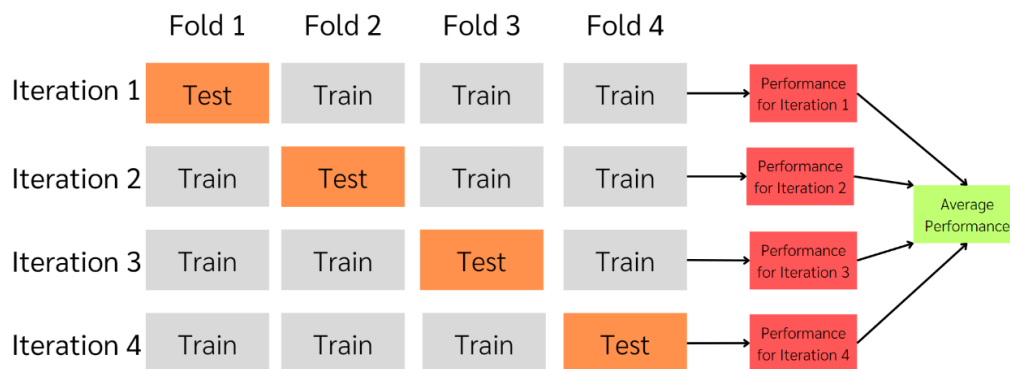 Fold 1 Fold 2 Fold 3 Fold 4
Iteration 1 Test Train Train Train Performance for Iteration 1
Iteration 2 Train Test Train Train Performance for Iteration 2
Average Performance
Iteration 3 Train Train Test Train Performance for Iteration 3
Iteration 4 Train Train Train Test Performance for Iteration 4